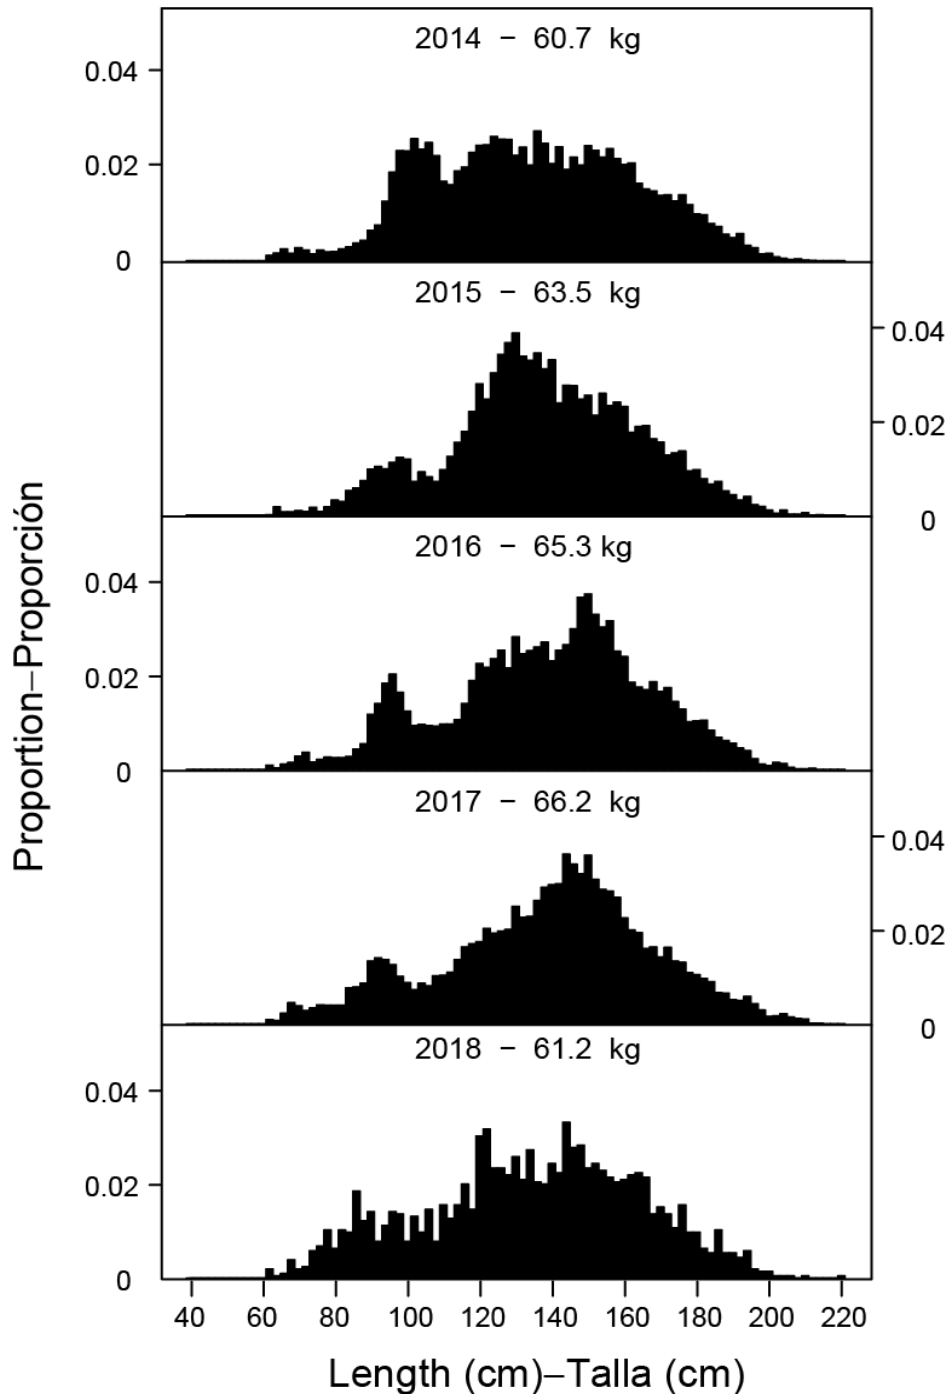 2014 − 60.7 kg
0.04
0.02
0
2015 − 63.5 kg
0.04
0.02
0
2016 − 65.3 kg
0.04
0.02
0
2017 − 66.2 kg
0.04
0.02
0
2018 − 61.2 kg
0.04
0.02
0
40 60 80 100 120 140 160 180 200 220
Length (cm)–Talla (cm)
Proportion–Proporción